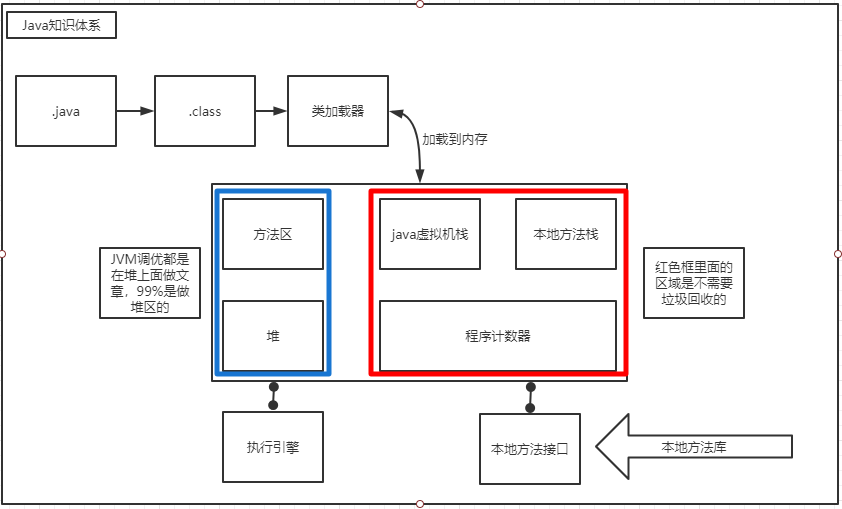 Java知识体系
.java
.class
类加载器
加载到内存
方法区
java虚拟机栈
本地方法栈
JVM调优都是
在堆上面做文
章，99%是做
堆区的
红色框里面的
区域是不需要
垃圾回收的
堆
程序计数器
执行引擎
本地方法接口
本地方法库